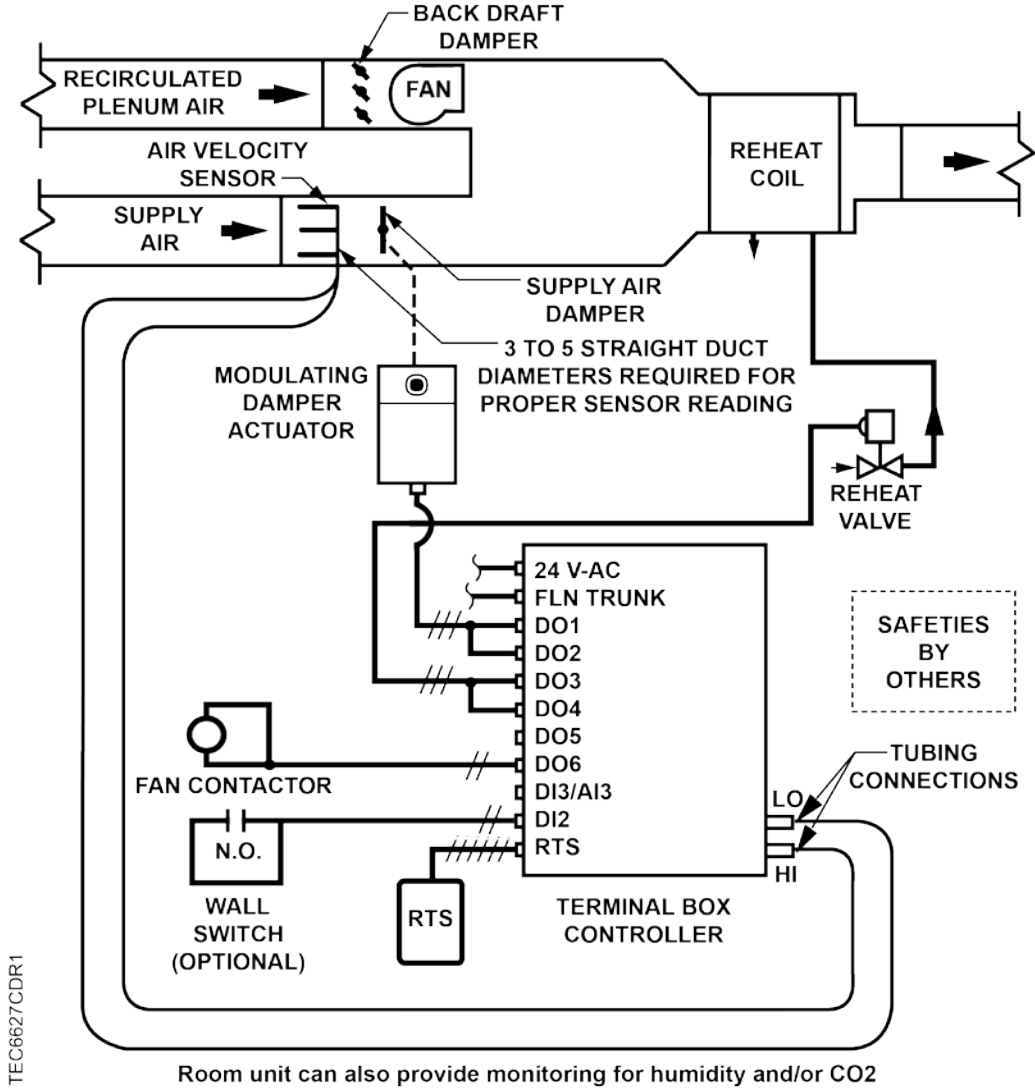 BACK DRAFT
DAMPER
RECIRCULATED
PLENUM AIR
FAN
AIR VELOCITY
SENSOR
REHEAT
COIL
SUPPLY
AIR
SUPPLY AIR
DAMPER
3 TO 5 STRAIGHT DUCT
DIAMETERS REQUIRED FOR
PROPER SENSOR READING
MODULATING
DAMPER
ACTUATOR
REHEAT
VALVE
24 V-AC
FLN TRUNK
DO1
DO2
DO3
DO4
DO5
DO6
DI3/AI3
DI2
RTS
SAFETIES
BY
OTHERS
FAN CONTACTOR
TUBING
CONNECTIONS
LO
HI
N.O.
WALL
SWITCH
(OPTIONAL)
RTS
TERMINAL BOX
CONTROLLER
TEC6627CDR1
Room unit can also provide monitoring for humidity and/or CO2